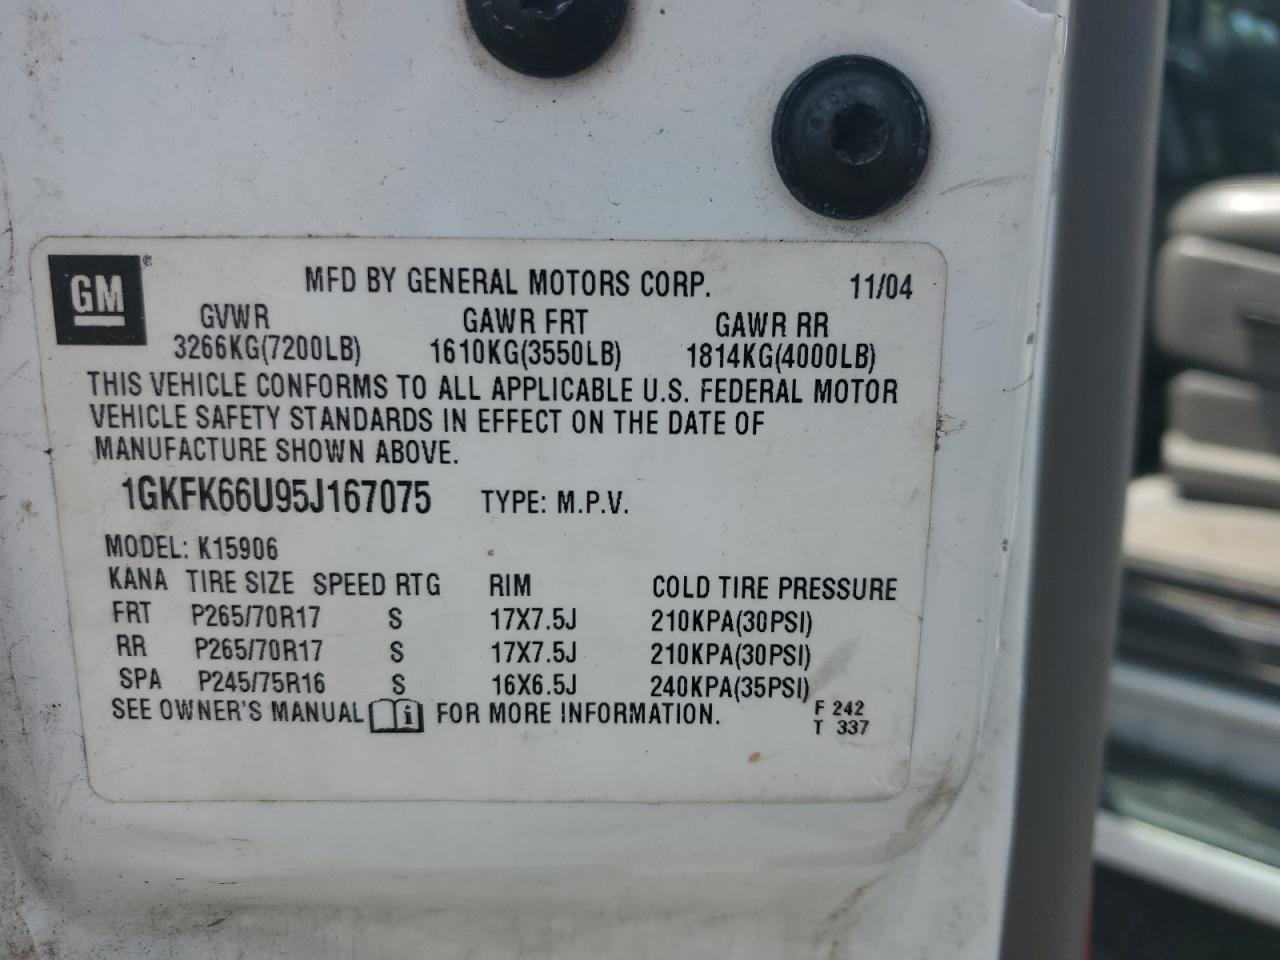 GM ®
MFD BY GENERAL MOTORS CORP. 11/04
GVWR GAWR FRT GAWR RR
3266KG(7200LB) 1610KG(3550LB) 1814KG(4000LB)
THIS VEHICLE CONFORMS TO ALL APPLICABLE U.S. FEDERAL MOTOR
VEHICLE SAFETY STANDARDS IN EFFECT ON THE DATE OF
MANUFACTURE SHOWN ABOVE.
1GKFK66U95J167075 TYPE: M.P.V.
MODEL: K15906
KANA TIRE SIZE SPEED RTG RIM COLD TIRE PRESSURE
FRT P265/70R17 S 17X7.5J 210KPA(30PSI)
RR P265/70R17 S 17X7.5J 210KPA(30PSI)
SPA P245/75R16 S 16X6.5J 240KPA(35PSI)
SEE OWNER'S MANUAL i FOR MORE INFORMATION. F 242
T 337